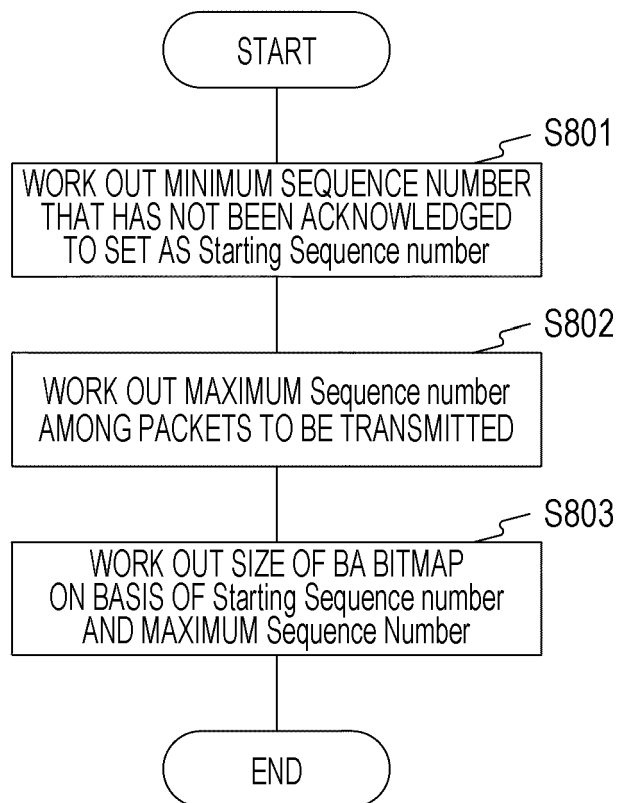 START
S801
WORK OUT MINIMUM SEQUENCE NUMBER
THAT HAS NOT BEEN ACKNOWLEDGED
TO SET AS Starting Sequence number
S802
WORK OUT MAXIMUM Sequence number
AMONG PACKETS TO BE TRANSMITTED
S803
WORK OUT SIZE OF BA BITMAP
ON BASIS OF Starting Sequence number
AND MAXIMUM Sequence Number
END